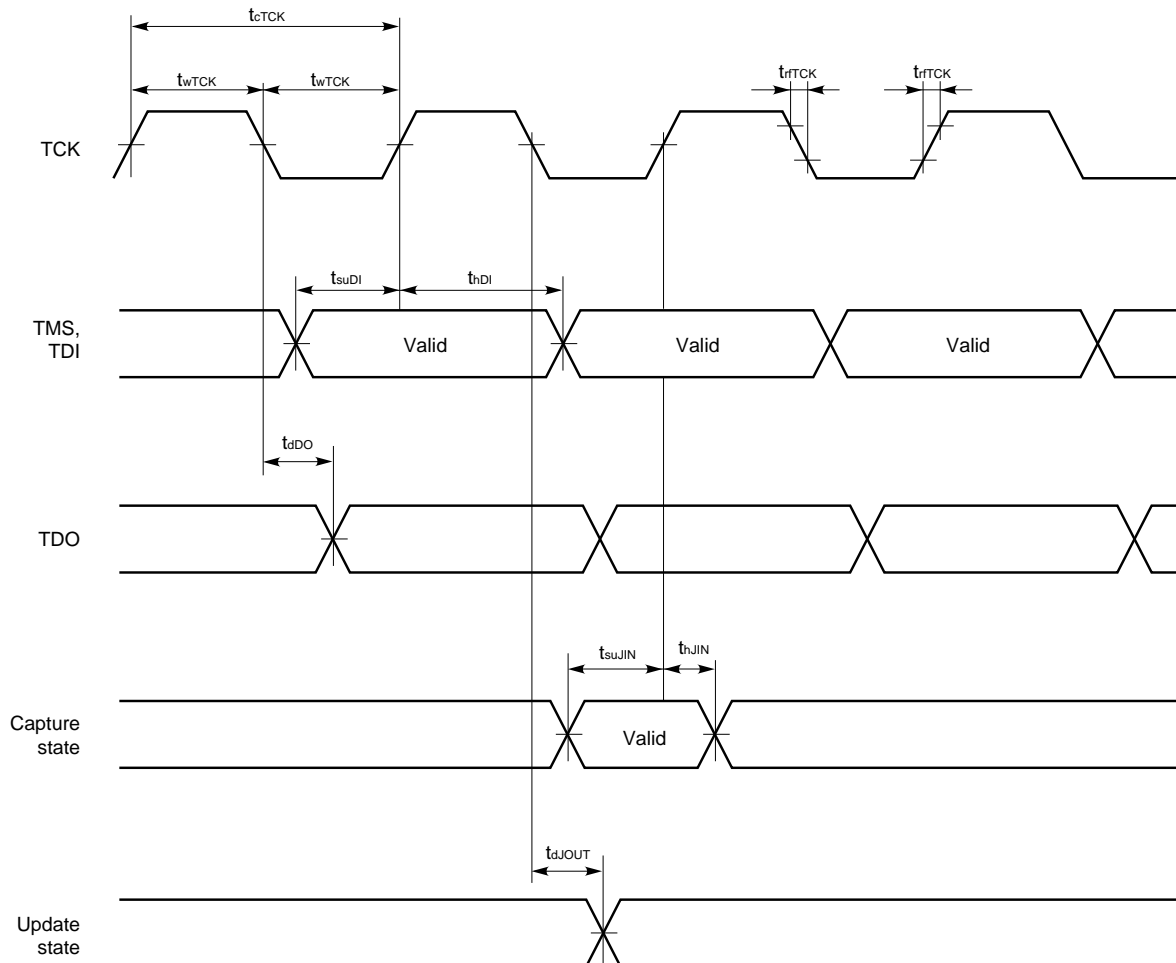 tcTCK
twTCK twTCK trfTCK trfTCK
TCK
tsuDI thDI
TMS,
TDI
Valid Valid Valid
tdDO
TDO
tsuJIN thJIN
Capture
state
Valid
tdJOUT
Update
state